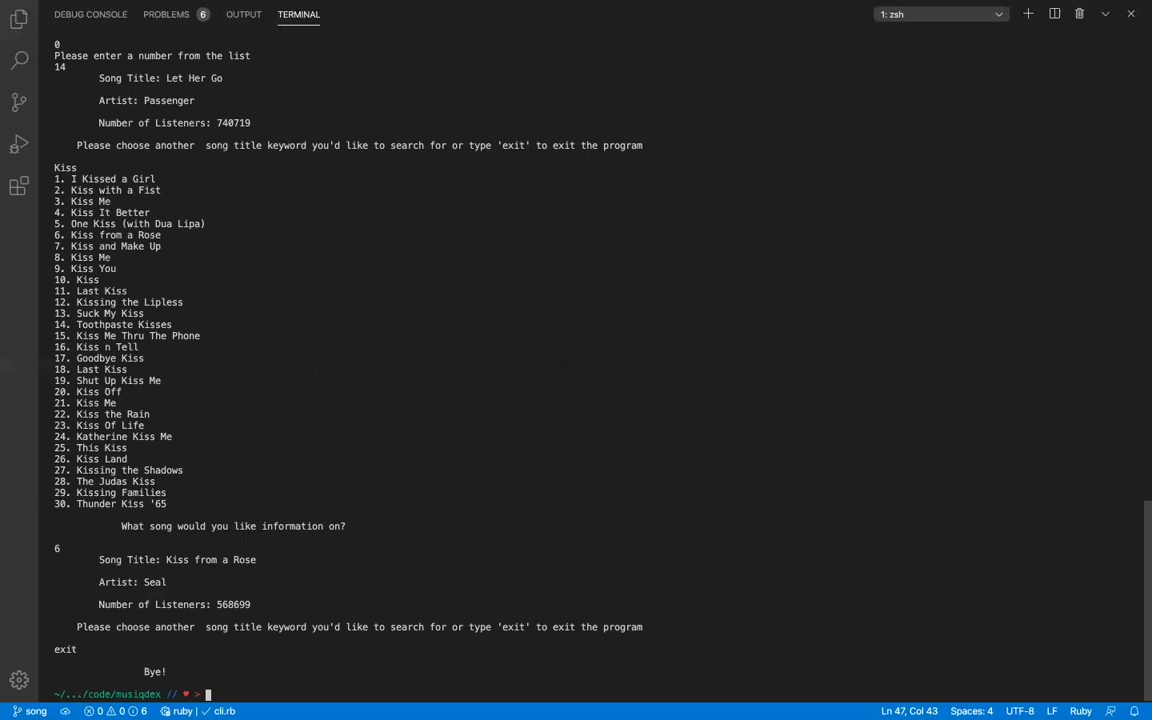 DEBUG CONSOLE PROBLEMS 6 OUTPUT TERMINAL 1: zsh
0
Please enter a number from the list
14
Song Title: Let Her Go
Artist: Passenger
Number of Listeners: 740719
Please choose another  song title keyword you'd like to search for or type 'exit' to exit the program
Kiss
1. I Kissed a Girl
2. Kiss with a Fist
3. Kiss Me
4. Kiss It Better
5. One Kiss (with Dua Lipa)
6. Kiss from a Rose
7. Kiss and Make Up
8. Kiss Me
9. Kiss You
10. Kiss
11. Last Kiss
12. Kissing the Lipless
13. Suck My Kiss
14. Toothpaste Kisses
15. Kiss Me Thru The Phone
16. Kiss n Tell
17. Goodbye Kiss
18. Last Kiss
19. Shut Up Kiss Me
20. Kiss Off
21. Kiss Me
22. Kiss the Rain
23. Kiss Of Life
24. Katherine Kiss Me
25. This Kiss
26. Kiss Land
27. Kissing the Shadows
28. The Judas Kiss
29. Kissing Families
30. Thunder Kiss '65
What song would you like information on?
6
Song Title: Kiss from a Rose
Artist: Seal
Number of Listeners: 568699
Please choose another  song title keyword you'd like to search for or type 'exit' to exit the program
exit
Bye!
~/.../code/musiqdex // ♥ >
song 0 0 6 ruby | ✓ cli.rb Ln 47, Col 43 Spaces: 4 UTF-8 LF Ruby